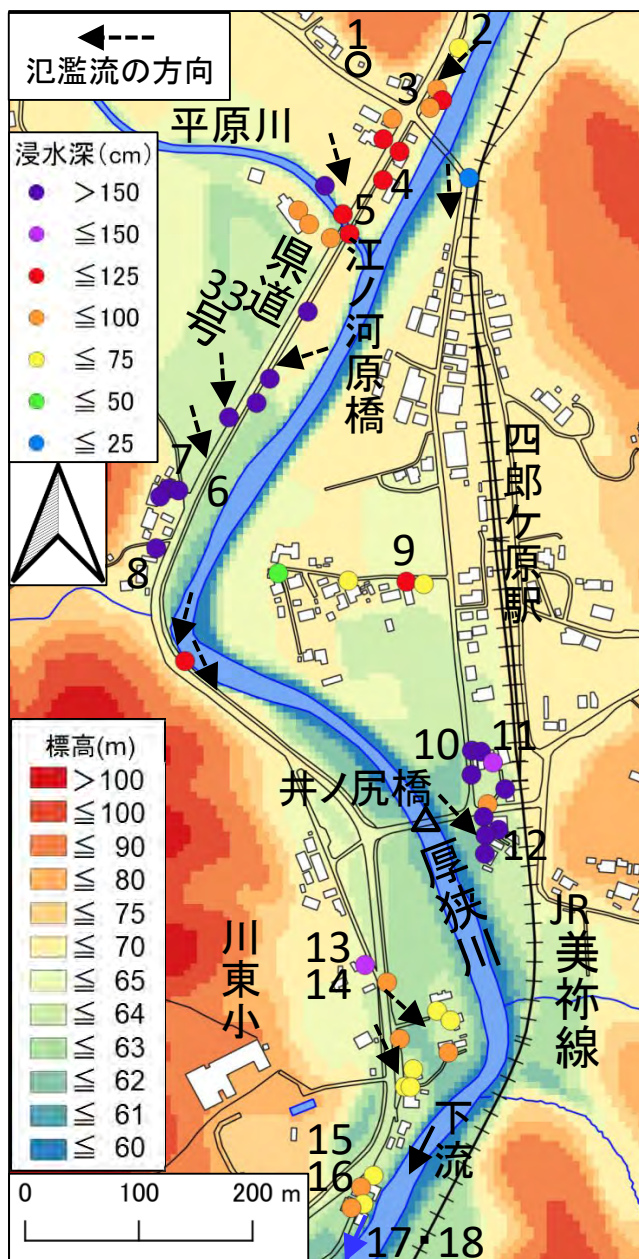 氾濫流の方向
1
2
3
平原川
浸水深(cm)
>150
≦150
≦125
≦100
≦ 75
≦ 50
≦ 25
4
5
江ノ河原橋
県道33号
四郎ケ原駅
6
7
8
9
標高(m)
>100
≦100
≦ 90
≦ 80
≦ 75
≦ 70
≦ 65
≦ 64
≦ 63
≦ 62
≦ 61
≦ 60
10
11
井ノ尻橋
12
厚狭川
JR美祢線
川東小
13
14
下流
15
16
17・18
0 100 200 m